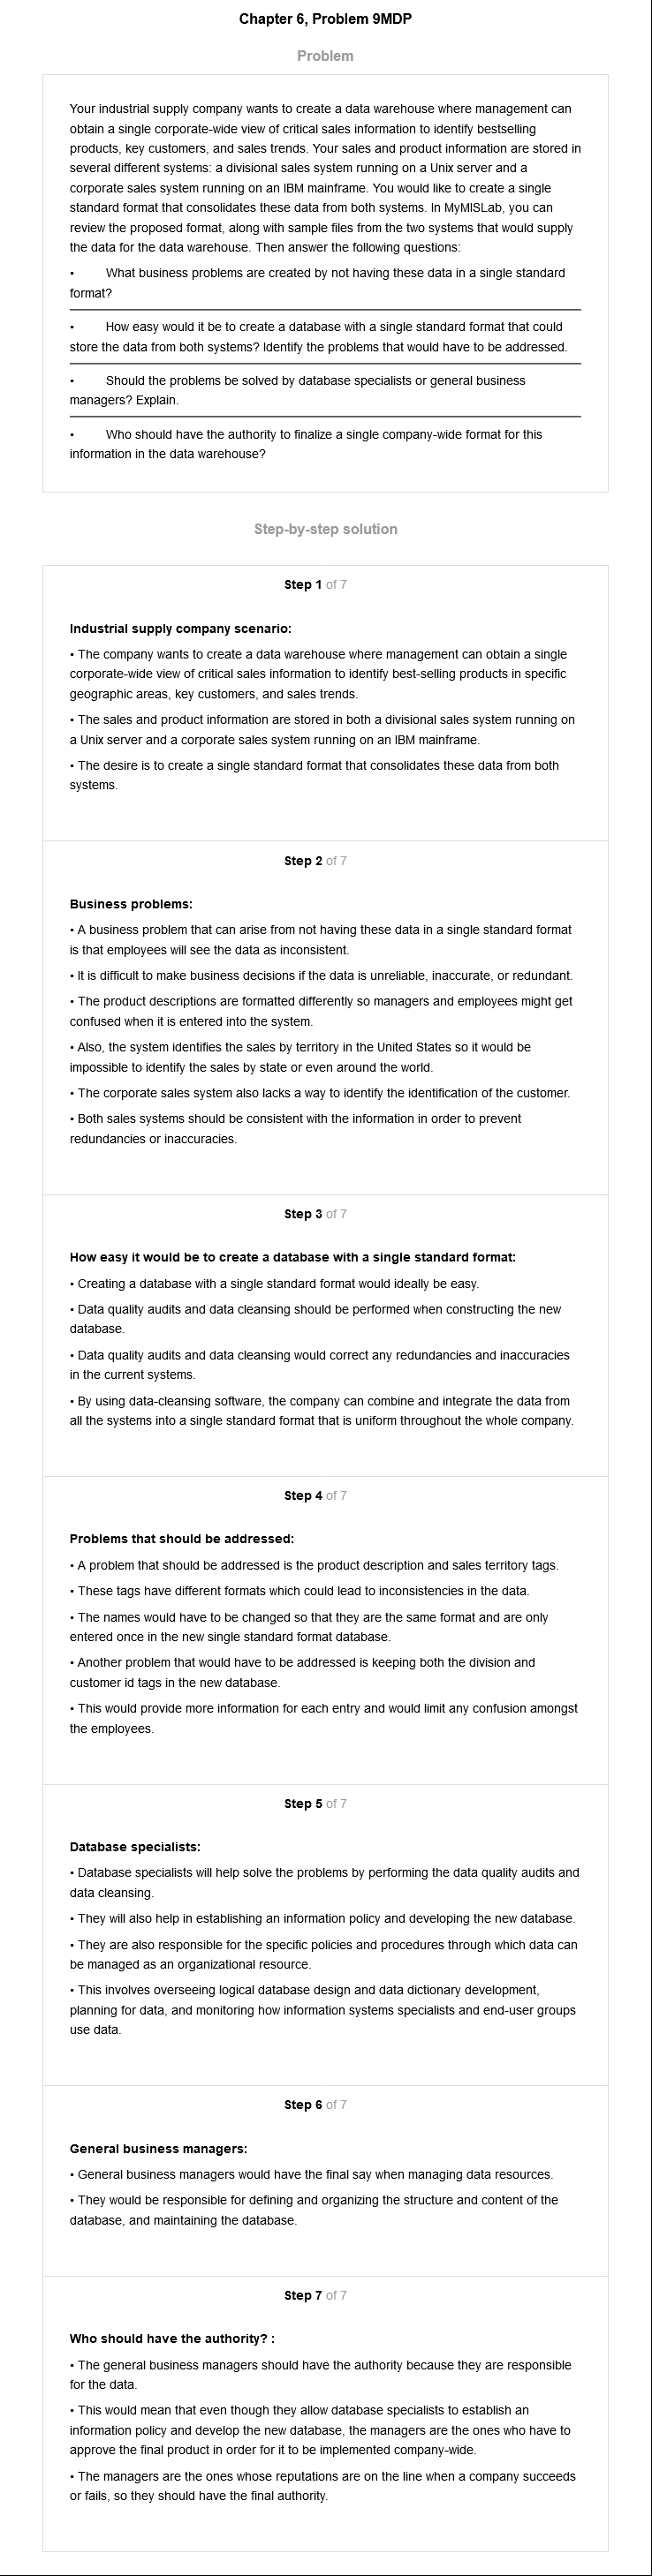 Chapter 6, Problem 9MDP
Problem
Your industrial supply company wants to create a data warehouse where management can
obtain a single corporate-wide view of critical sales information to identify bestselling
products, key customers, and sales trends. Your sales and product information are stored in
several different systems: a divisional sales system running on a Unix server and a
corporate sales system running on an IBM mainframe. You would like to create a single
standard format that consolidates these data from both systems. In MyMISLab, you can
review the proposed format, along with sample files from the two systems that would supply
the data for the data warehouse. Then answer the following questions:
• What business problems are created by not having these data in a single standard
format?
• How easy would it be to create a database with a single standard format that could
store the data from both systems? Identify the problems that would have to be addressed.
• Should the problems be solved by database specialists or general business
managers? Explain.
• Who should have the authority to finalize a single company-wide format for this
information in the data warehouse?
Step-by-step solution
Step 1 of 7
Industrial supply company scenario:
• The company wants to create a data warehouse where management can obtain a single
corporate-wide view of critical sales information to identify best-selling products in specific
geographic areas, key customers, and sales trends.
• The sales and product information are stored in both a divisional sales system running on
a Unix server and a corporate sales system running on an IBM mainframe.
• The desire is to create a single standard format that consolidates these data from both
systems.
Step 2 of 7
Business problems:
• A business problem that can arise from not having these data in a single standard format
is that employees will see the data as inconsistent.
• It is difficult to make business decisions if the data is unreliable, inaccurate, or redundant.
• The product descriptions are formatted differently so managers and employees might get
confused when it is entered into the system.
• Also, the system identifies the sales by territory in the United States so it would be
impossible to identify the sales by state or even around the world.
• The corporate sales system also lacks a way to identify the identification of the customer.
• Both sales systems should be consistent with the information in order to prevent
redundancies or inaccuracies.
Step 3 of 7
How easy it would be to create a database with a single standard format:
• Creating a database with a single standard format would ideally be easy.
• Data quality audits and data cleansing should be performed when constructing the new
database.
• Data quality audits and data cleansing would correct any redundancies and inaccuracies
in the current systems.
• By using data-cleansing software, the company can combine and integrate the data from
all the systems into a single standard format that is uniform throughout the whole company.
Step 4 of 7
Problems that should be addressed:
• A problem that should be addressed is the product description and sales territory tags.
• These tags have different formats which could lead to inconsistencies in the data.
• The names would have to be changed so that they are the same format and are only
entered once in the new single standard format database.
• Another problem that would have to be addressed is keeping both the division and
customer id tags in the new database.
• This would provide more information for each entry and would limit any confusion amongst
the employees.
Step 5 of 7
Database specialists:
• Database specialists will help solve the problems by performing the data quality audits and
data cleansing.
• They will also help in establishing an information policy and developing the new database.
• They are also responsible for the specific policies and procedures through which data can
be managed as an organizational resource.
• This involves overseeing logical database design and data dictionary development,
planning for data, and monitoring how information systems specialists and end-user groups
use data.
Step 6 of 7
General business managers:
• General business managers would have the final say when managing data resources.
• They would be responsible for defining and organizing the structure and content of the
database, and maintaining the database.
Step 7 of 7
Who should have the authority? :
• The general business managers should have the authority because they are responsible
for the data.
• This would mean that even though they allow database specialists to establish an
information policy and develop the new database, the managers are the ones who have to
approve the final product in order for it to be implemented company-wide.
• The managers are the ones whose reputations are on the line when a company succeeds
or fails, so they should have the final authority.